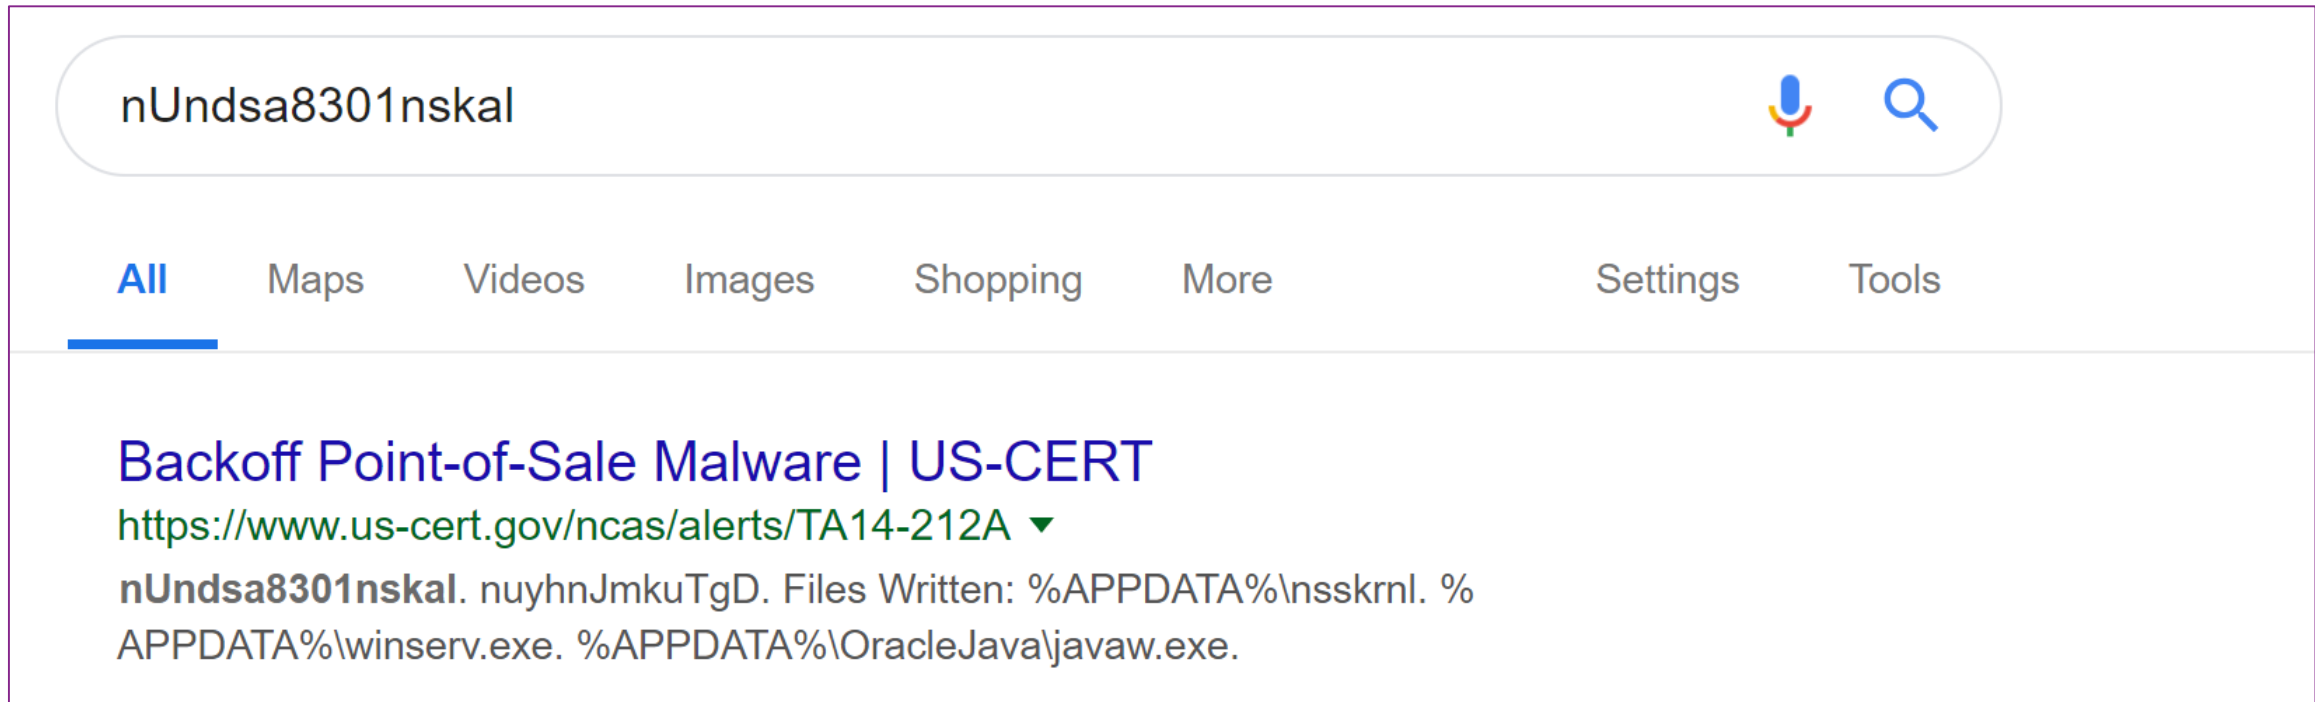 nUndsa8301nskal
All Maps Videos Images Shopping More Settings Tools
Backoff Point-of-Sale Malware | US-CERT
https://www.us-cert.gov/ncas/alerts/TA14-212A
nUndsa8301nskal. nuyhnJmkuTgD. Files Written: %APPDATA%\nsskrnl. %
APPDATA%\winserv.exe. %APPDATA%\OracleJava\javaw.exe.